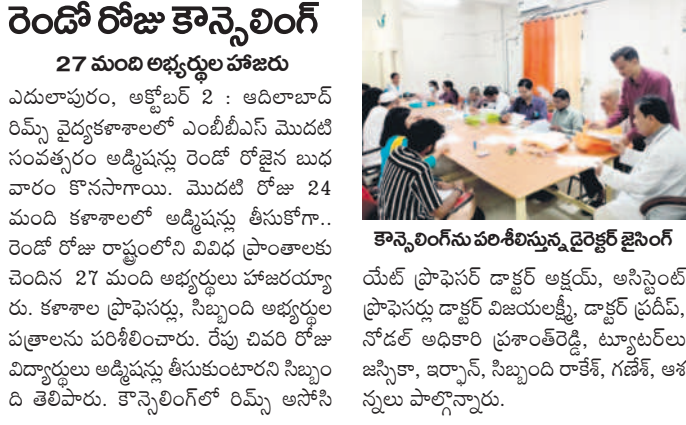 రెండో రోజు కౌన్సెలింగ్
27 మంది అభ్యర్థుల హాజరు
ఎదులాపురం, అక్టోబర్ 2 : ఆదిలాబాద్
రిమ్స్ వైద్యకళాశాలలో ఎంబీబీఎస్ మొదటి
సంవత్సరం అడ్మిషన్లు రెండో రోజైన బుధ
వారం కొనసాగాయి. మొదటి రోజు 24
మంది కళాశాలలో అడ్మిషన్లు తీసుకోగా..
రెండో రోజు రాష్ట్రంలోని వివిధ ప్రాంతాలకు
చెందిన 27 మంది అభ్యర్థులు హాజరయ్యా
రు. కళాశాల ప్రొఫెసర్లు, సిబ్బంది అభ్యర్థుల
పత్రాలను పరిశీలించారు. రేపు చివరి రోజు
విద్యార్థులు అడ్మిషన్లు తీసుకుంటారని సిబ్బం
ది తెలిపారు. కౌన్సెలింగ్‌లో రిమ్స్ అసోసి
కౌన్సెలింగ్‌ను పరిశీలిస్తున్న డైరెక్టర్ జైసింగ్
యేట్ ప్రొఫెసర్ డాక్టర్ అక్షయ్, అసిస్టెంట్
ప్రొఫెసర్లు డాక్టర్ విజయలక్ష్మీ, డాక్టర్ ప్రదీప్,
నోడల్ అధికారి ప్రశాంత్‌రెడ్డి, ట్యూటర్‌లు
జస్సికా, ఇర్ఫాన్, సిబ్బంది రాకేశ్, గణేశ్, ఆశ
న్నలు పాల్గొన్నారు.